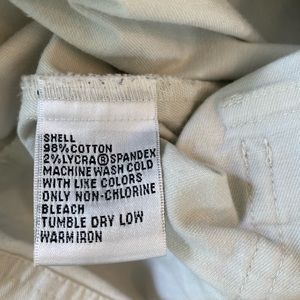 SHELL
98%COTTON
2%LYCRA®SPANDEX
MACHINE WASH COLD
WITH LIKE COLORS
ONLY NON-CHLORINE
BLEACH
TUMBLE DRY LOW
WARM IRON